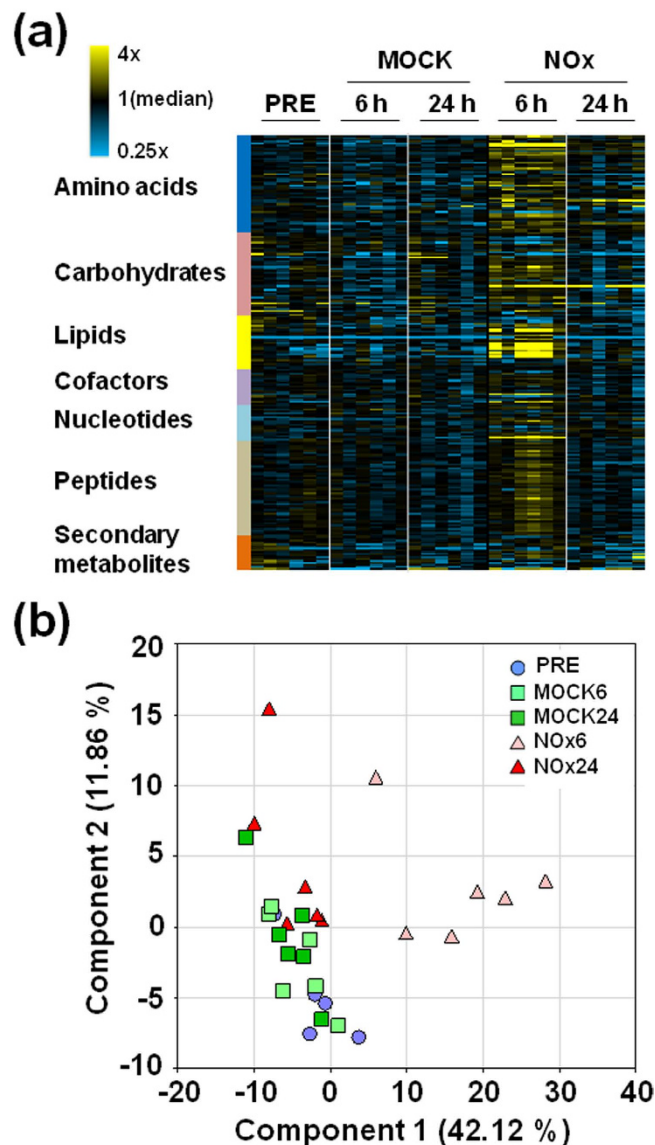 (a)
4x
1(median)
0.25x
MOCK
NOx
PRE
6 h
24 h
6 h
24 h
Amino acids
Carbohydrates
Lipids
Cofactors
Nucleotides
Peptides
Secondary
metabolites
(b)
Component 2 (11.86 %)
20
15
10
5
0
-5
-10
PRE
MOCK6
MOCK24
NOx6
NOx24
-20
-10
0
10
20
30
40
Component 1 (42.12 %)